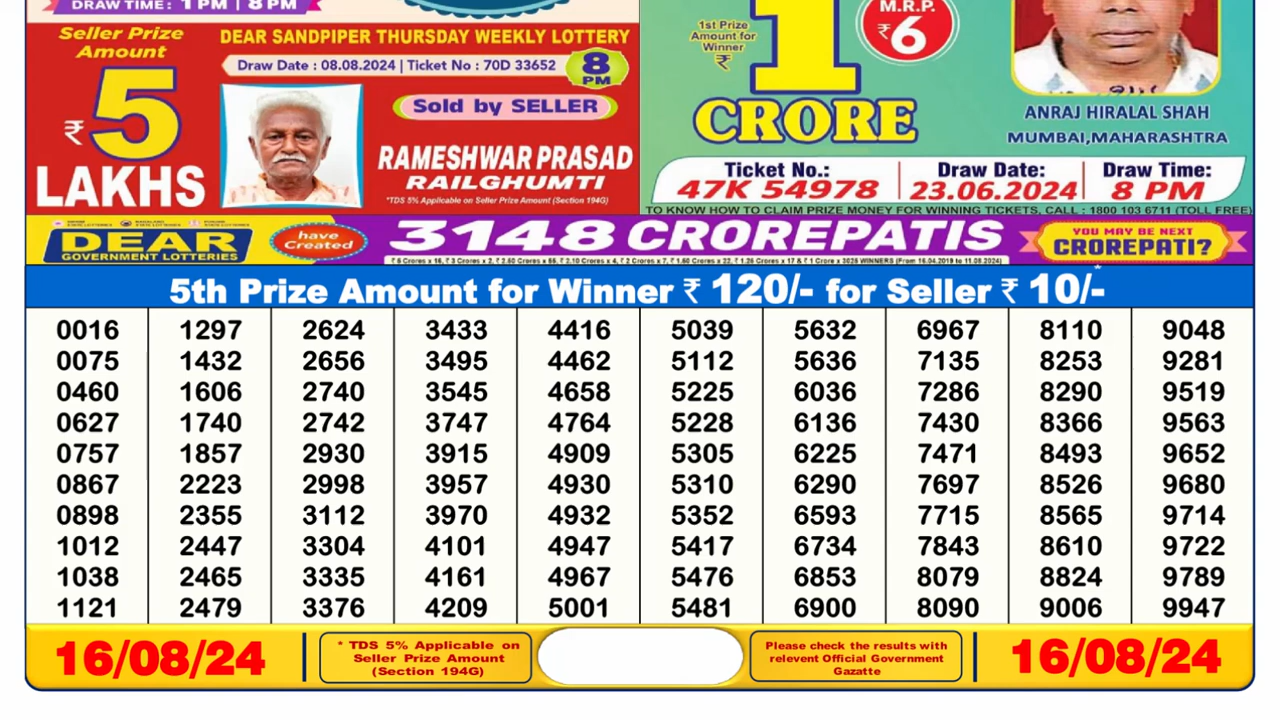 DRAW TIME: 1 PM | 8 PM
Seller Prize
Amount
₹ 5
LAKHS
DEAR SANDPIPER THURSDAY WEEKLY LOTTERY
Draw Date : 08.08.2024 | Ticket No : 70D 33652
8 PM
Sold by SELLER
RAMESHWAR PRASAD
RAILGHUMTI
*TDS 5% Applicable on Seller Prize Amount (Section 194G)
1st Prize
Amount for
Winner
₹
1
CRORE
M.R.P.
₹6
ANRAJ HIRALAL SHAH
MUMBAI,MAHARASHTRA
Ticket No.: Draw Date: Draw Time:
47K 54978 23.06.2024 8 PM
TO KNOW HOW TO CLAIM PRIZE MONEY FOR WINNING TICKETS, CALL : 1800 103 6711 (TOLL FREE)
DEAR
GOVERNMENT LOTTERIES
have
Created
3148 CROREPATIS
YOU MAY BE NEXT
CROREPATI?
5th Prize Amount for Winner ₹ 120/- for Seller ₹ 10/-*
0016 1297 2624 3433 4416 5039 5632 6967 8110 9048
0075 1432 2656 3495 4462 5112 5636 7135 8253 9281
0460 1606 2740 3545 4658 5225 6036 7286 8290 9519
0627 1740 2742 3747 4764 5228 6136 7430 8366 9563
0757 1857 2930 3915 4909 5305 6225 7471 8493 9652
0867 2223 2998 3957 4930 5310 6290 7697 8526 9680
0898 2355 3112 3970 4932 5352 6593 7715 8565 9714
1012 2447 3304 4101 4947 5417 6734 7843 8610 9722
1038 2465 3335 4161 4967 5476 6853 8079 8824 9789
1121 2479 3376 4209 5001 5481 6900 8090 9006 9947
16/08/24
* TDS 5% Applicable on
Seller Prize Amount
(Section 194G)
Please check the results with
relevent Official Government
Gazatte
16/08/24